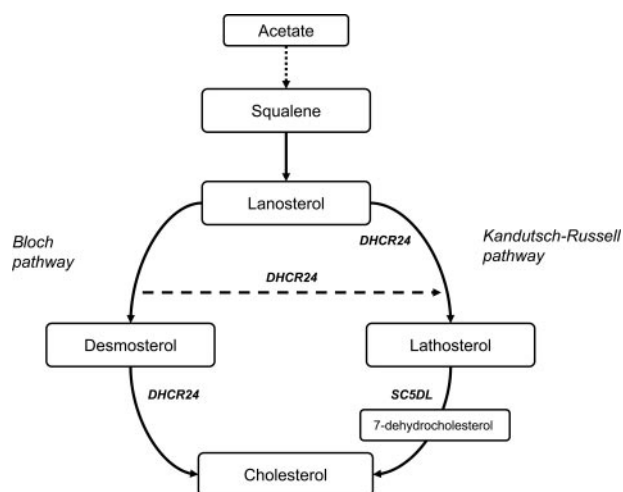 Acetate
Squalene
Lanosterol
Bloch
pathway
DHCR24
Kandutsch-Russell
pathway
DHCR24
Desmosterol
Lathosterol
DHCR24
SC5DL
7-dehydrocholesterol
Cholesterol